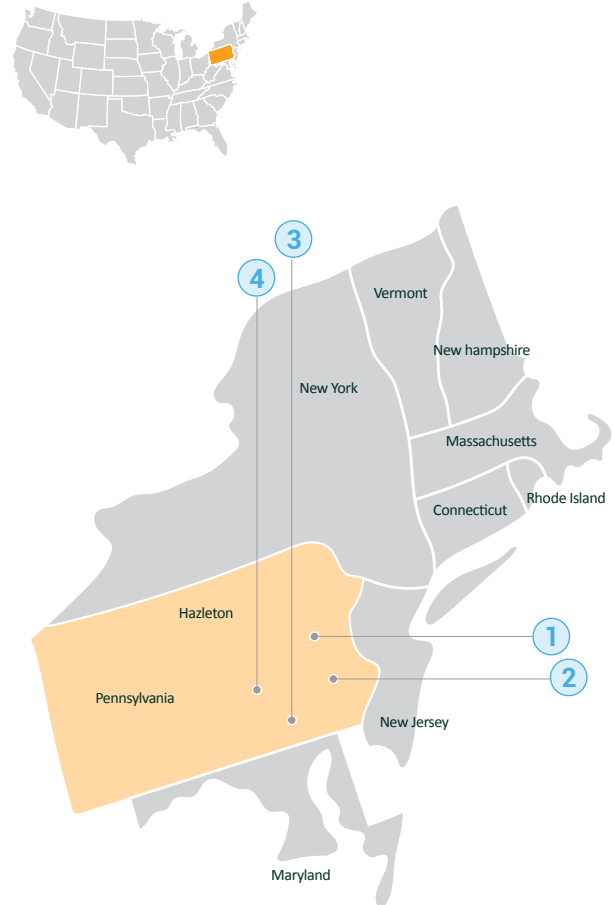 3
4
Vermont
New hampshire
New York
Massachusetts
Rhode Island
Connecticut
Hazleton
1
2
Pennsylvania
New Jersey
Maryland